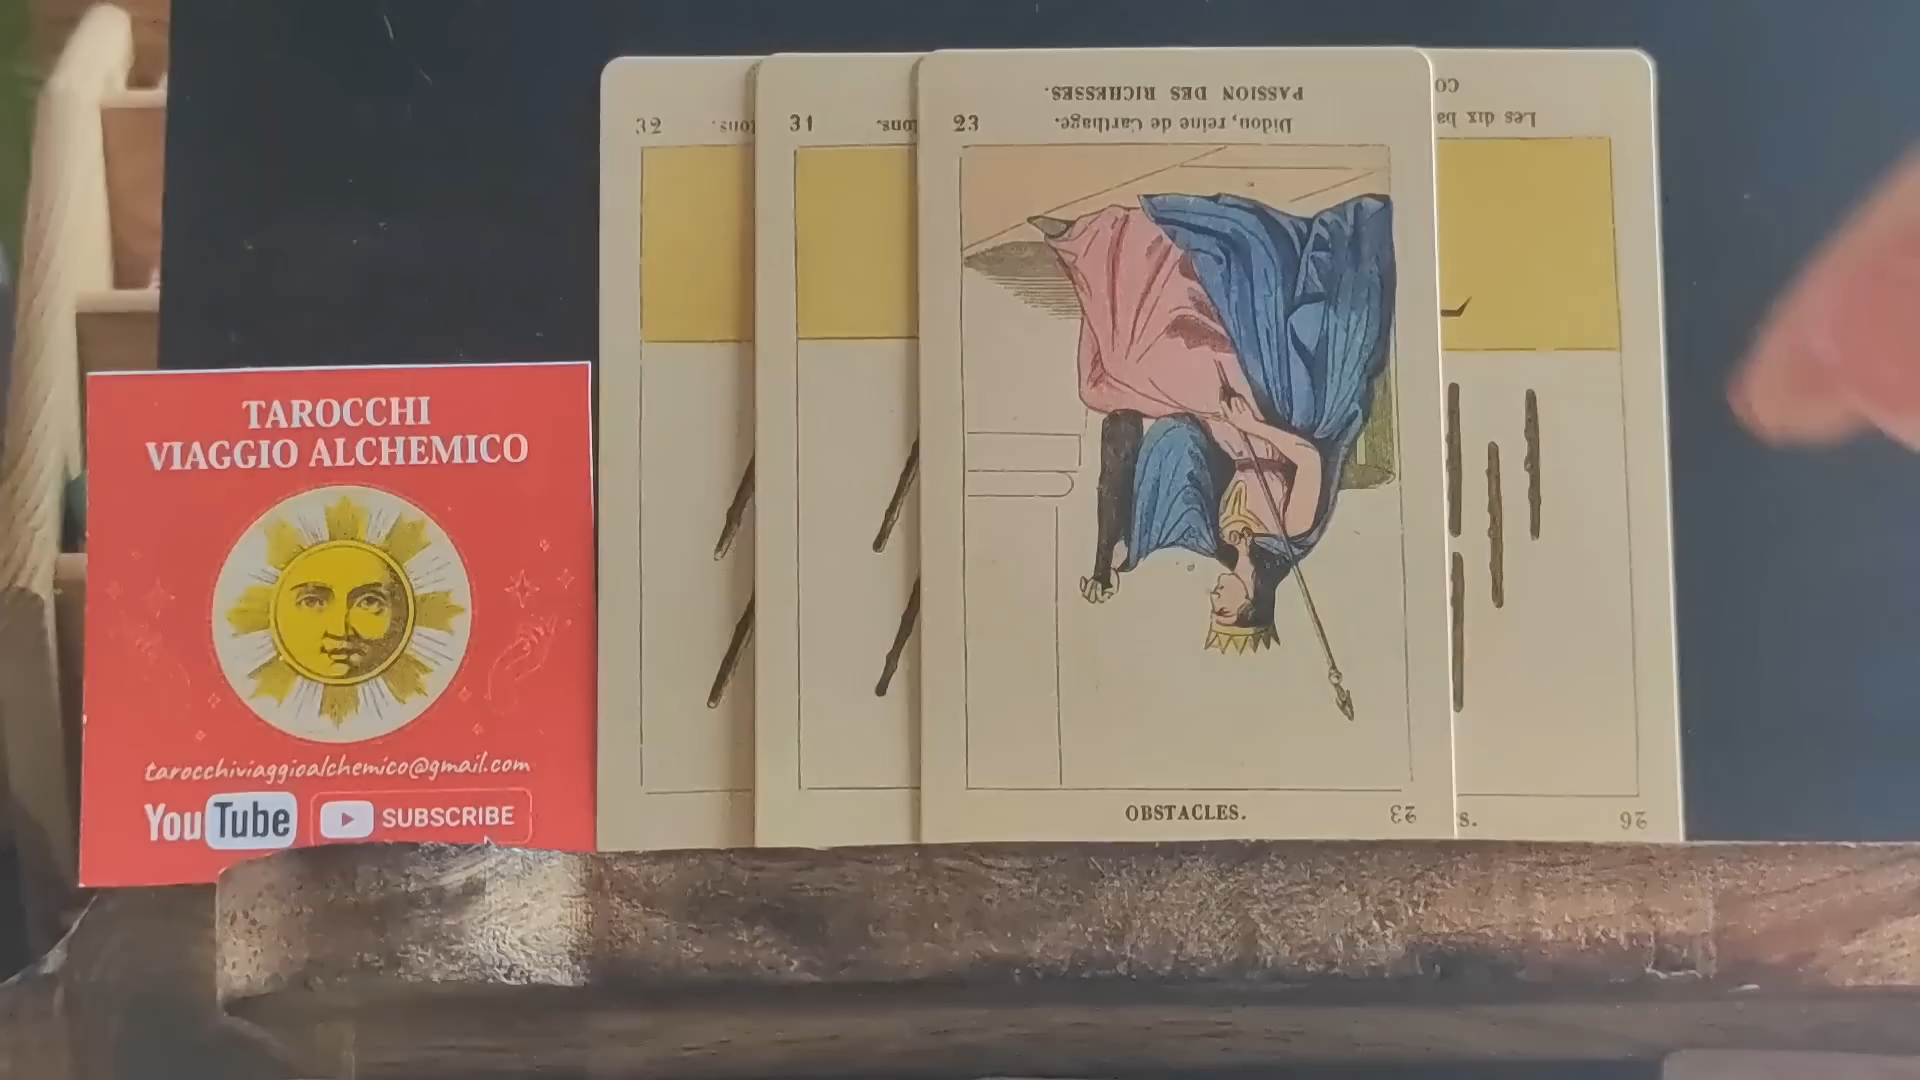 TAROCCHI
VIAGGIO ALCHEMICO
tarocchiviaggioalchemico@gmail.com
YouTube
SUBSCRIBE
32
31
23
PASSION DES RICHESSES.
Didon, reine de Carthage.
OBSTACLES.
23
Les dix
26